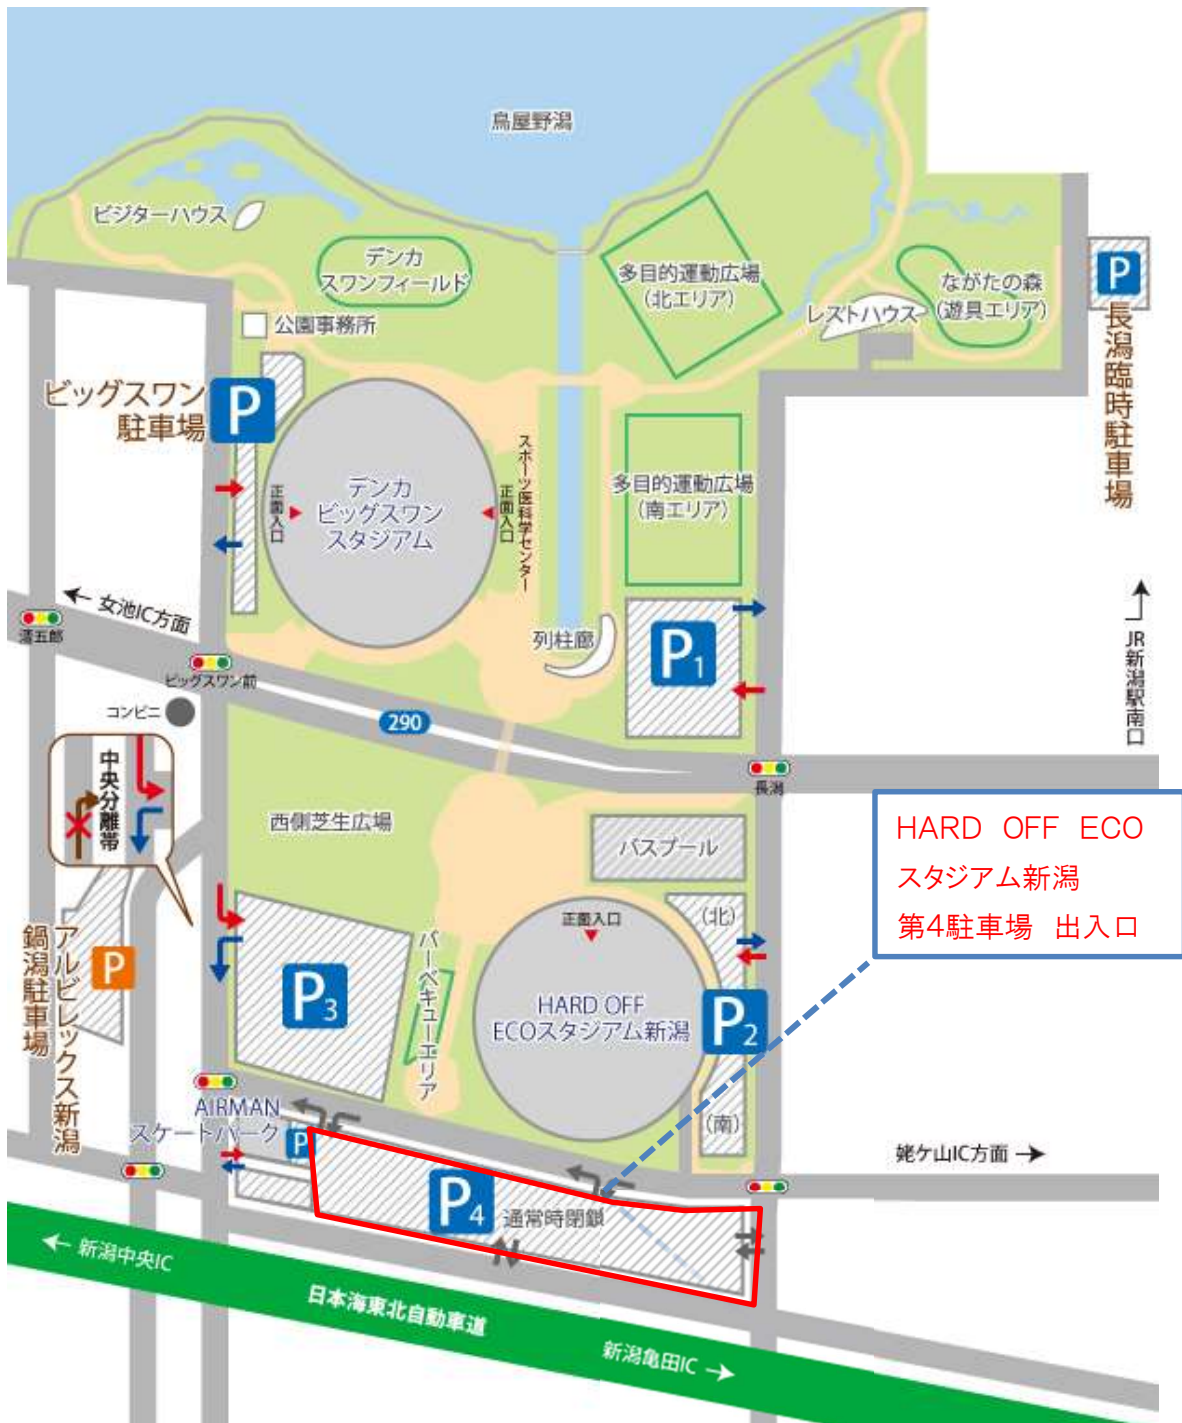 鳥屋野潟
ビジターハウス
デンカ
スワンフィールド
多目的運動広場
(北エリア)
ながたの森
(遊具エリア)
レストハウス
P
長潟臨時駐車場
公園事務所
ビッグスワン
駐車場
P
デンカ
ビッグスワン
スタジアム
正面入口
正面入口
スポーツ医科学センター
多目的運動広場
(南エリア)
← 女池IC方面
ビッグスワン前
コンビニ
290
列柱廊
P1
JR新潟駅南口
長潟
中央分離帯
西側芝生広場
バスプール
HARD OFF ECO
スタジアム新潟
第4駐車場 出入口
正面入口
(北)
アルビレックス新潟
鍋潟駐車場
P
P3
バーベキューエリア
HARD OFF
ECOスタジアム新潟
P2
(南)
AIRMAN
スケートパーク
P
姥ケ山IC方面 →
P4
通常時閉鎖
← 新潟中央IC
日本海東北自動車道
新潟亀田IC →